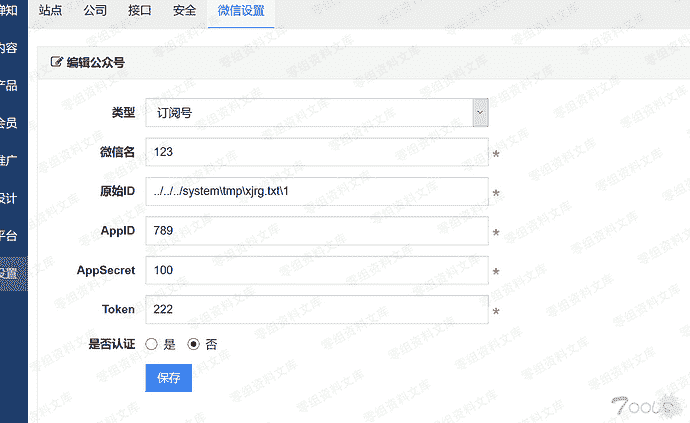 弹知
站点 公司 接口 安全 微信设置
内容
编辑公众号
产品
类型 订阅号
会员
微信名 123 *
推广
原始ID ../../../system\tmp\xjrg.txt\1 *
设计
AppID 789 *
平台
AppSecret 100 *
设置
Token 222 *
是否认证 是 否
保存
零组资料文库